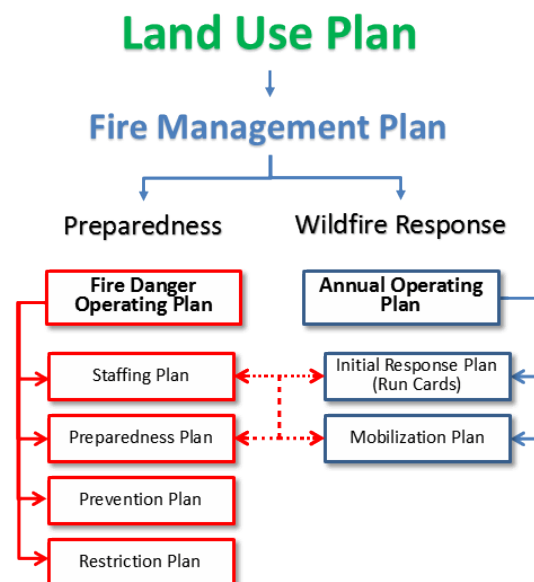 Land Use Plan
Fire Management Plan
Preparedness
Wildfire Response
Fire Danger
Operating Plan
Annual Operating
Plan
Staffing Plan
Initial Response Plan
(Run Cards)
Preparedness Plan
Mobilization Plan
Prevention Plan
Restriction Plan